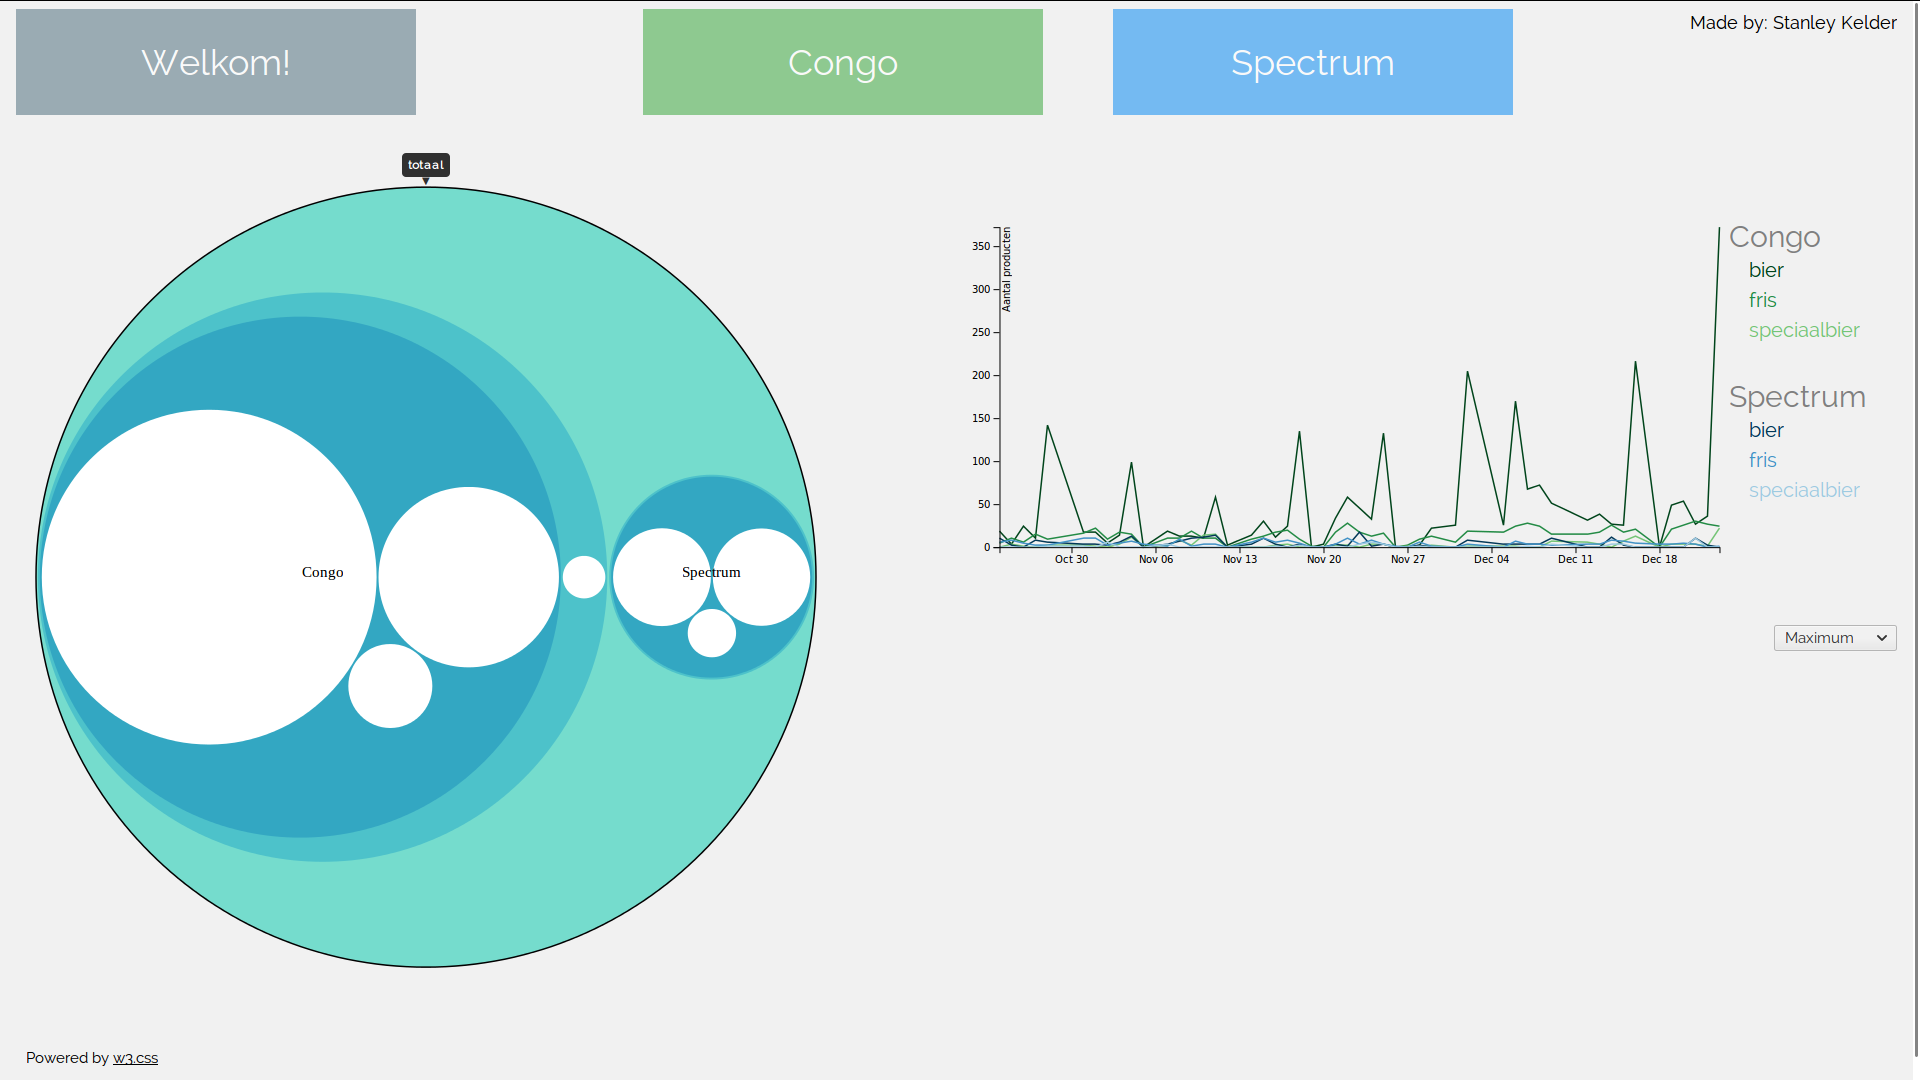 Welkom!
Congo
Spectrum
Made by: Stanley Kelder
totaal
Congo
Spectrum
Aantal producten
350
300
250
200
150
100
50
0
Oct 30
Nov 06
Nov 13
Nov 20
Nov 27
Dec 04
Dec 11
Dec 18
Congo
bier
fris
speciaalbier
Spectrum
bier
fris
speciaalbier
Maximum
Powered by w3.css